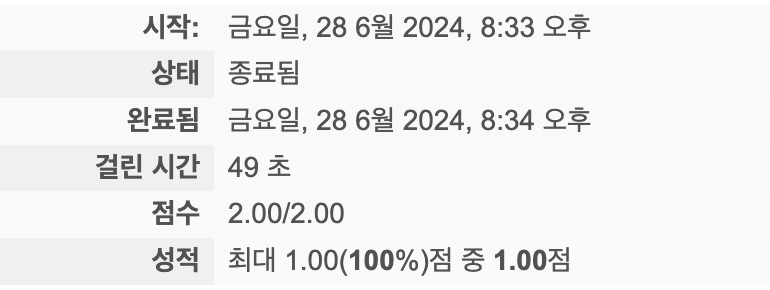 시작: 금요일, 28 6월 2024, 8:33 오후
상태 종료됨
완료됨 금요일, 28 6월 2024, 8:34 오후
걸린 시간 49 초
점수 2.00/2.00
성적 최대 1.00(100%)점 중 1.00점